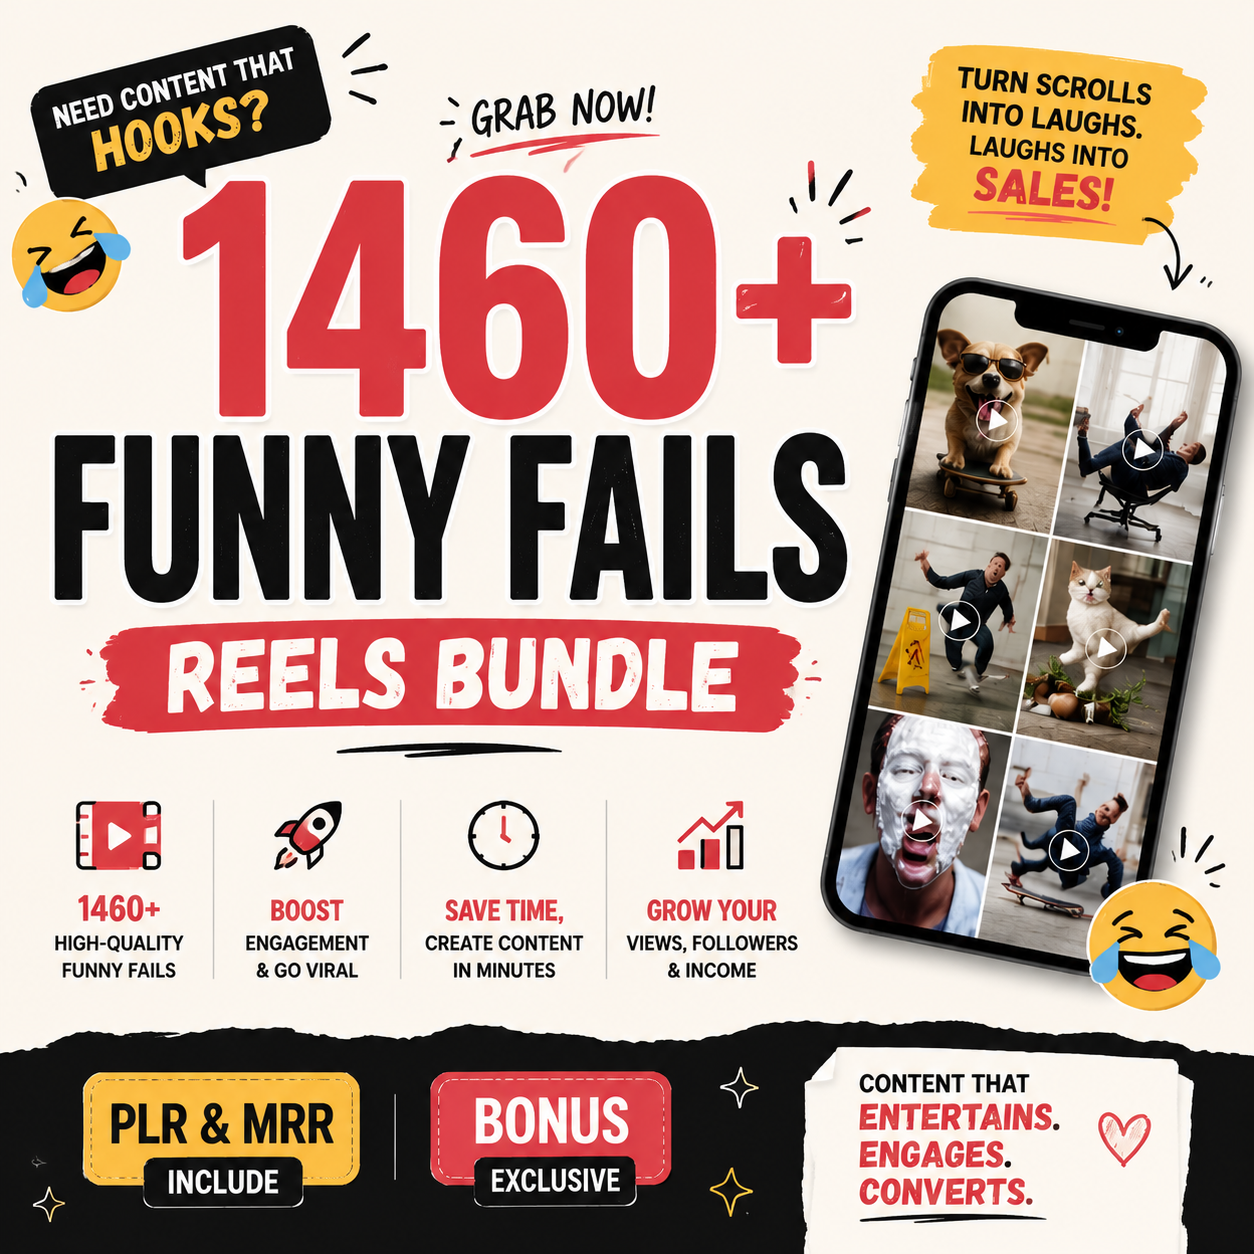 NEED CONTENT THAT
HOOKS?
GRAB NOW!
TURN SCROLLS
INTO LAUGHS.
LAUGHS INTO
SALES!
1460+
FUNNY FAILS
REELS BUNDLE
1460+
HIGH-QUALITY
FUNNY FAILS
BOOST
ENGAGEMENT
& GO VIRAL
SAVE TIME,
CREATE CONTENT
IN MINUTES
GROW YOUR
VIEWS, FOLLOWERS
& INCOME
PLR & MRR
INCLUDE
BONUS
EXCLUSIVE
CONTENT THAT
ENTERTAINS.
ENGAGES.
CONVERTS.